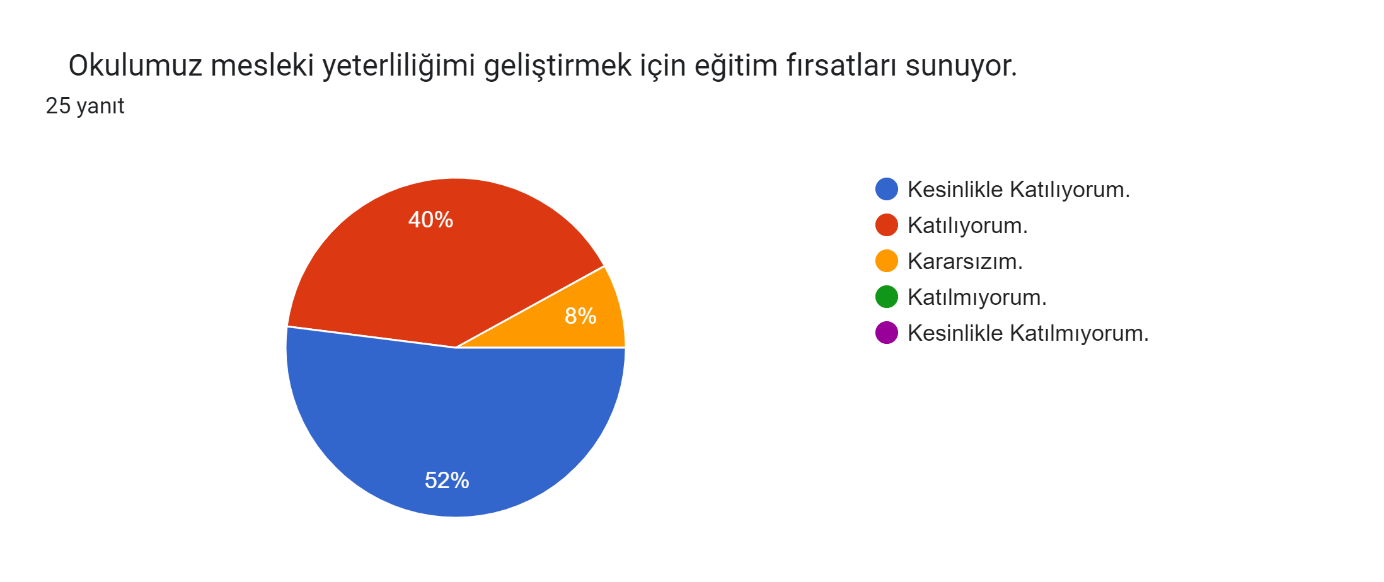 Okulumuz mesleki yeterliliğimi geliştirmek için eğitim fırsatları sunuyor.
25 yanıt
40%
8%
52%
Kesinlikle Katılıyorum.
Katılıyorum.
Kararsızım.
Katılmıyorum.
Kesinlikle Katılmıyorum.